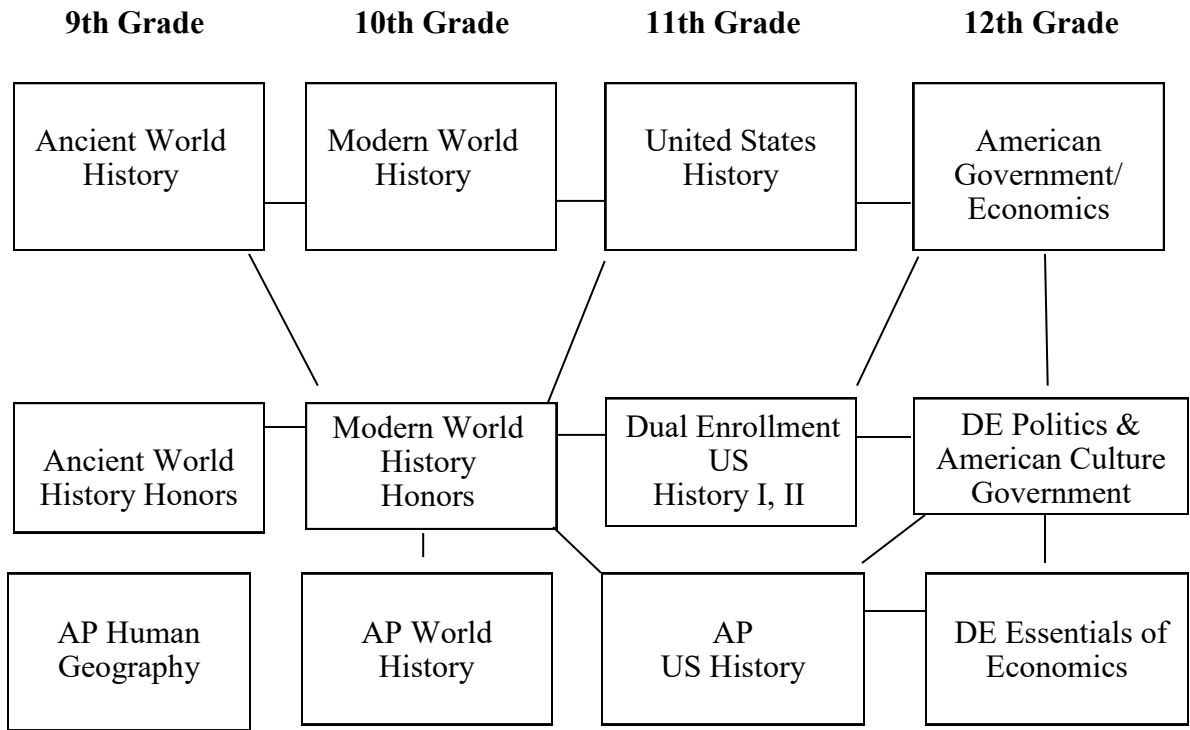 9th Grade
10th Grade
11th Grade
12th Grade
Ancient World
History
Modern World
History
United States
History
American
Government/
Economics
Ancient World
History Honors
Modern World
History
Honors
Dual Enrollment
US
History I, II
DE Politics &
American Culture
Government
AP Human
Geography
AP World
History
AP
US History
DE Essentials of
Economics